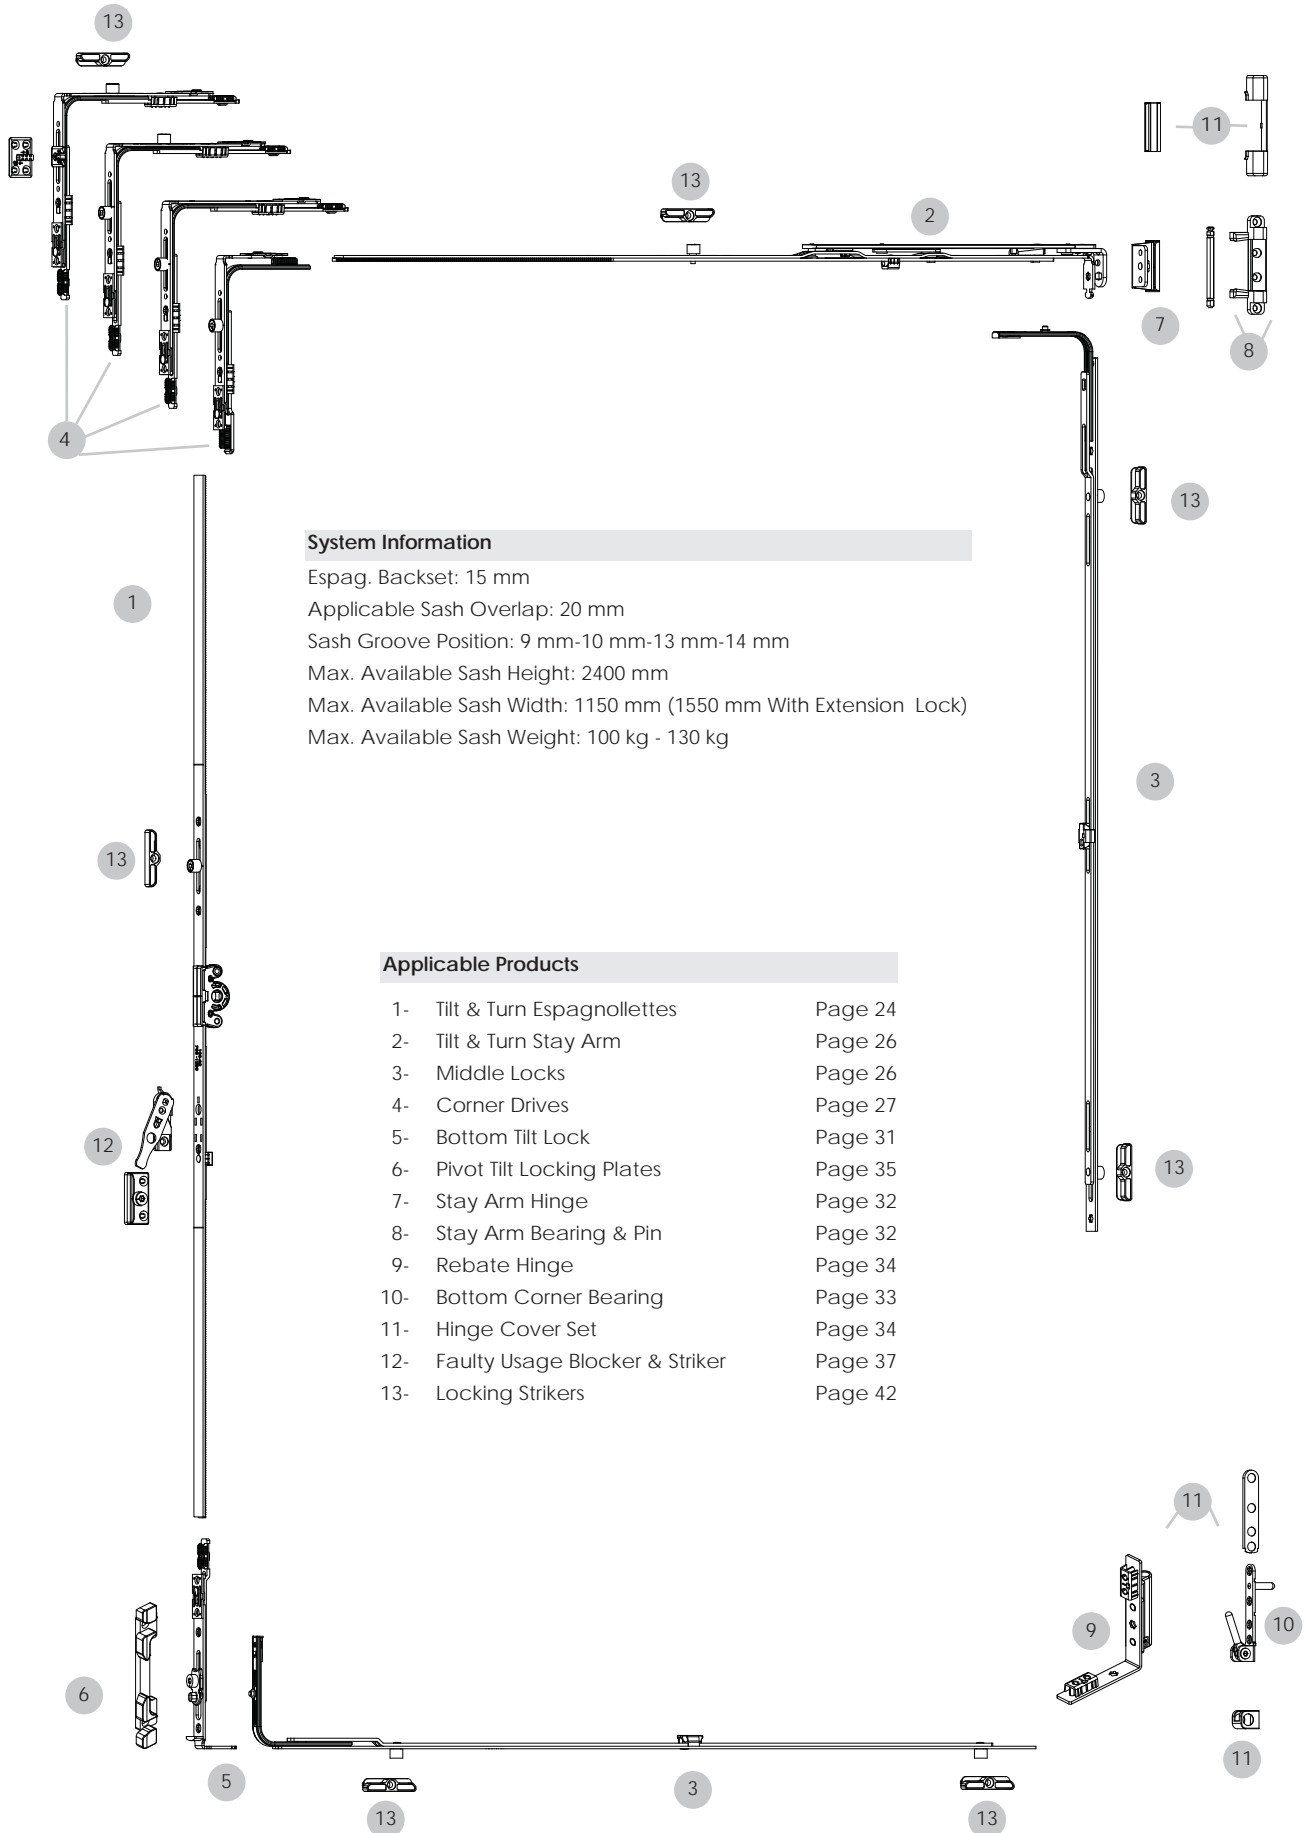 13
11
13
2
7
8
4
13
System Information
Espag. Backset: 15 mm
1
Applicable Sash Overlap: 20 mm
Sash Groove Position: 9 mm-10 mm-13 mm-14 mm
Max. Available Sash Height: 2400 mm
Max. Available Sash Width: 1150 mm (1550 mm With Extension Lock)
Max. Available Sash Weight: 100 kg - 130 kg
3
13
Applicable Products
1- Tilt & Turn Espagnollettes Page 24
2- Tilt & Turn Stay Arm Page 26
3- Middle Locks Page 26
4- Corner Drives Page 27
5- Bottom Tilt Lock Page 31
6- Pivot Tilt Locking Plates Page 35
7- Stay Arm Hinge Page 32
8- Stay Arm Bearing & Pin Page 32
9- Rebate Hinge Page 34
10- Bottom Corner Bearing Page 33
11- Hinge Cover Set Page 34
12- Faulty Usage Blocker & Striker Page 37
13- Locking Strikers Page 42
12
13
11
9
10
6
11
5
3
13
13